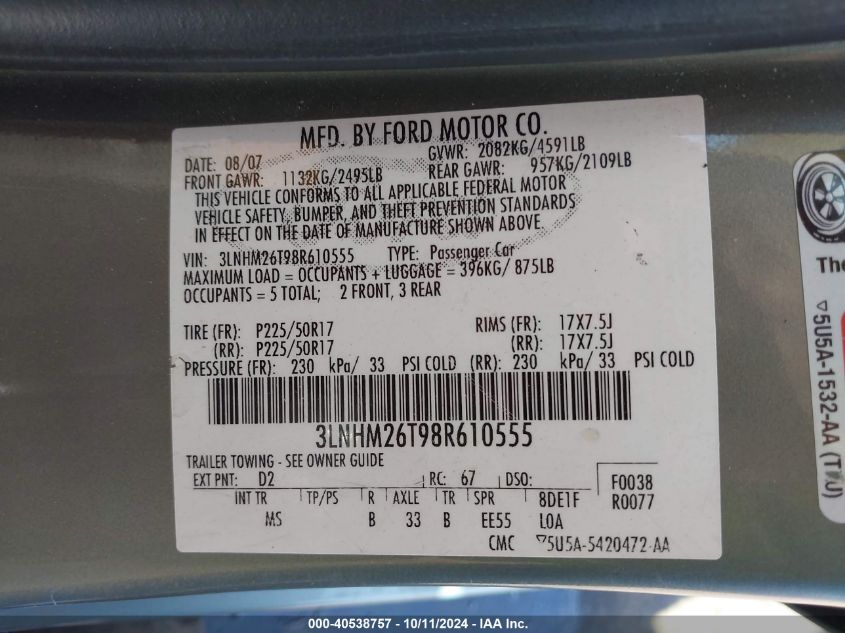 MFD. BY FORD MOTOR CO.
DATE: 08/07 GVWR: 2082KG/4591LB
FRONT GAWR: 1132KG/2495LB REAR GAWR: 957KG/2109LB
THIS VEHICLE CONFORMS TO ALL APPLICABLE FEDERAL MOTOR
VEHICLE SAFETY, BUMPER, AND THEFT PREVENTION STANDARDS
IN EFFECT ON THE DATE OF MANUFACTURE SHOWN ABOVE.
VIN: 3LNHM26T98R610555 TYPE: Passenger Car
MAXIMUM LOAD = OCCUPANTS + LUGGAGE = 396KG/ 875LB
OCCUPANTS = 5 TOTAL; 2 FRONT, 3 REAR
TIRE (FR): P225/50R17 RIMS (FR): 17X7.5J
(RR): P225/50R17 (RR): 17X7.5J
PRESSURE (FR): 230 kPa/ 33 PSI COLD (RR): 230 kPa/ 33 PSI COLD
3LNHM26T98R610555
TRAILER TOWING - SEE OWNER GUIDE
EXT PNT: D2 RC: 67 DSO: F0038
INT TR TP/PS R AXLE TR SPR 8DE1F R0077
MS B 33 B EE55 LOA
CMC ▽5U5A-5420472-AA
The
▽5U5A-1532-AA (TWJ)
000-40538757 - 10/11/2024 - IAA Inc.